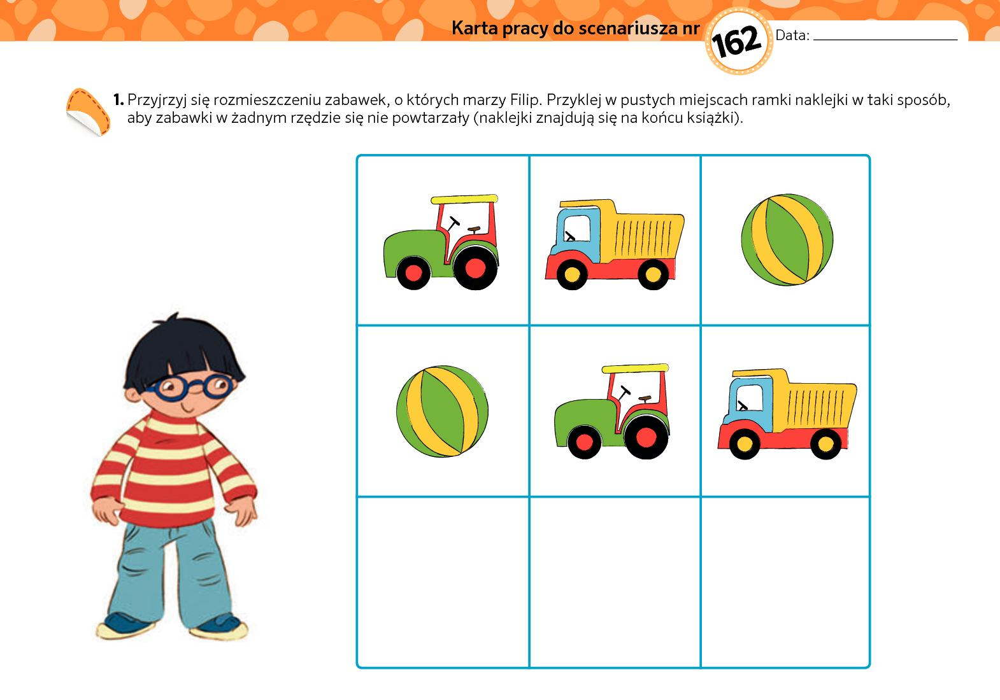 Karta pracy do scenariusza nr
162
Data:
1. Przyjrzyj się rozmieszczeniu zabawek, o których marzy Filip. Przyklej w pustych miejscach ramki naklejki w taki sposób,
aby zabawki w żadnym rzędzie się nie powtarzały (naklejki znajdują się na końcu książki).